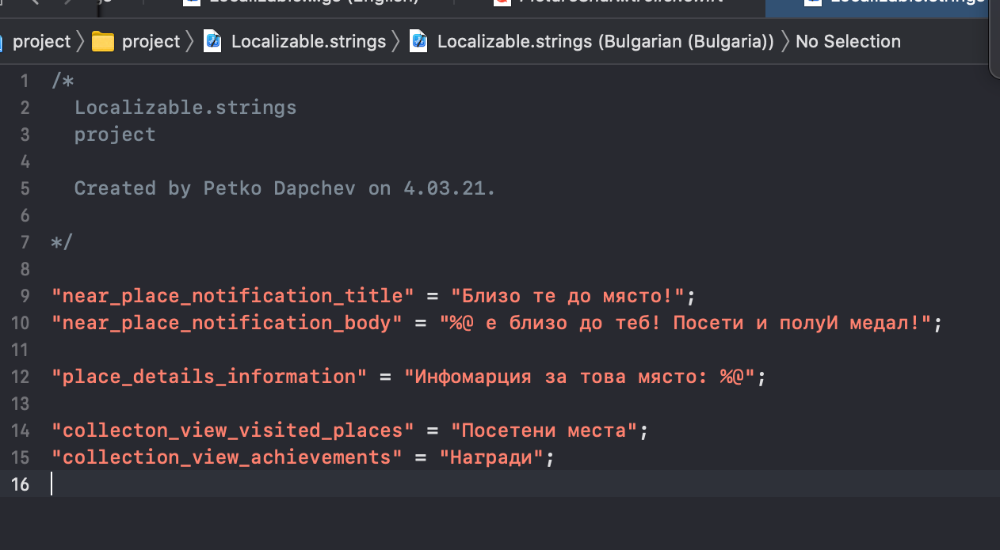 project
project
Localizable.strings
Localizable.strings (Bulgarian (Bulgaria))
No Selection
1 /*
2 Localizable.strings
3 project
4
5 Created by Petko Dapchev on 4.03.21.
6
7 */
8
9 "near_place_notification_title" = "Близо те до място!";
10 "near_place_notification_body" = "%@ е близо до теб! Посети и полуИ медал!";
11
12 "place_details_information" = "Инфомарция за това място: %@";
13
14 "collecton_view_visited_places" = "Посетени места";
15 "collection_view_achievements" = "Награди";
16